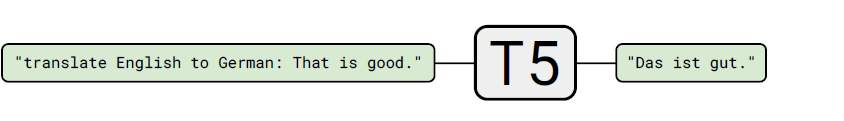 "translate English to German: That is good."
T5
"Das ist gut."